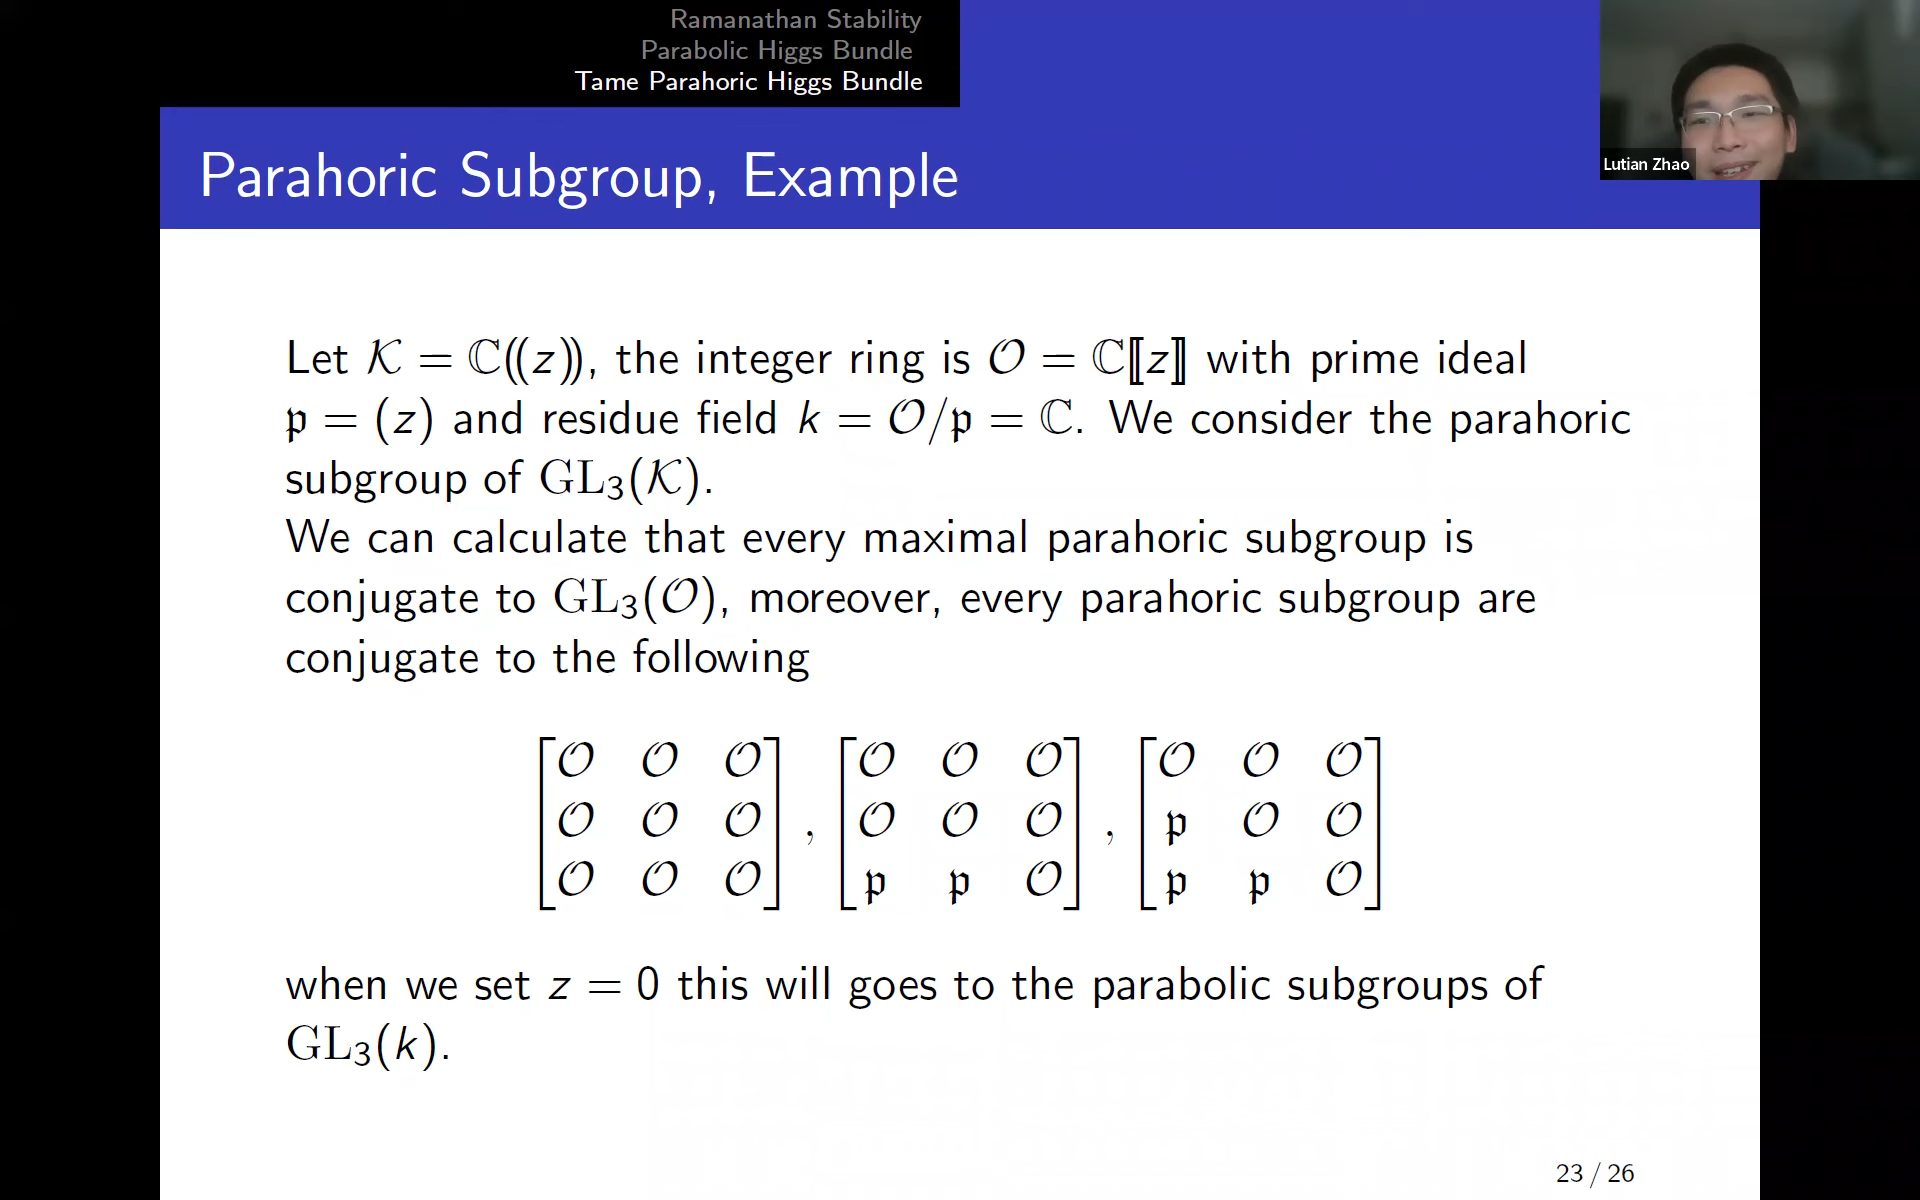 Ramanathan Stability
Parabolic Higgs Bundle
Tame Parahoric Higgs Bundle
Lutian Zhao
Parahoric Subgroup, Example
Let 𝒦 = ℂ((z)), the integer ring is 𝒪 = ℂ⟦z⟧ with prime ideal
𝔭 = (z) and residue field k = 𝒪/𝔭 = ℂ. We consider the parahoric
subgroup of GL₃(𝒦).
We can calculate that every maximal parahoric subgroup is
conjugate to GL₃(𝒪), moreover, every parahoric subgroup are
conjugate to the following
[𝒪 𝒪 𝒪] [𝒪 𝒪 𝒪] [𝒪 𝒪 𝒪]
[𝒪 𝒪 𝒪] , [𝒪 𝒪 𝒪] , [𝔭 𝒪 𝒪]
[𝒪 𝒪 𝒪] [𝔭 𝔭 𝒪] [𝔭 𝔭 𝒪]
when we set z = 0 this will goes to the parabolic subgroups of
GL₃(k).
23 / 26